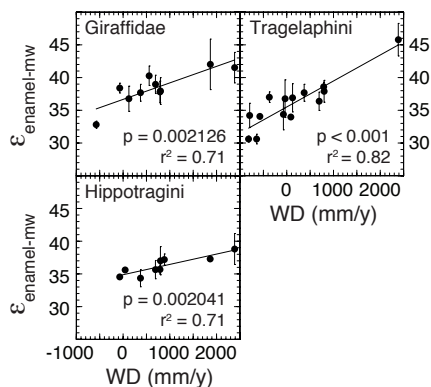 Giraffidae
45
40
35
30
ε enamel-mw
p = 0.002126
r² = 0.71
Tragelaphini
45
40
35
30
p < 0.001
r² = 0.82
0 1000 2000
WD (mm/y)
Hippotragini
45
40
35
30
ε enamel-mw
p = 0.002041
r² = 0.71
-1000 0 1000 2000
WD (mm/y)